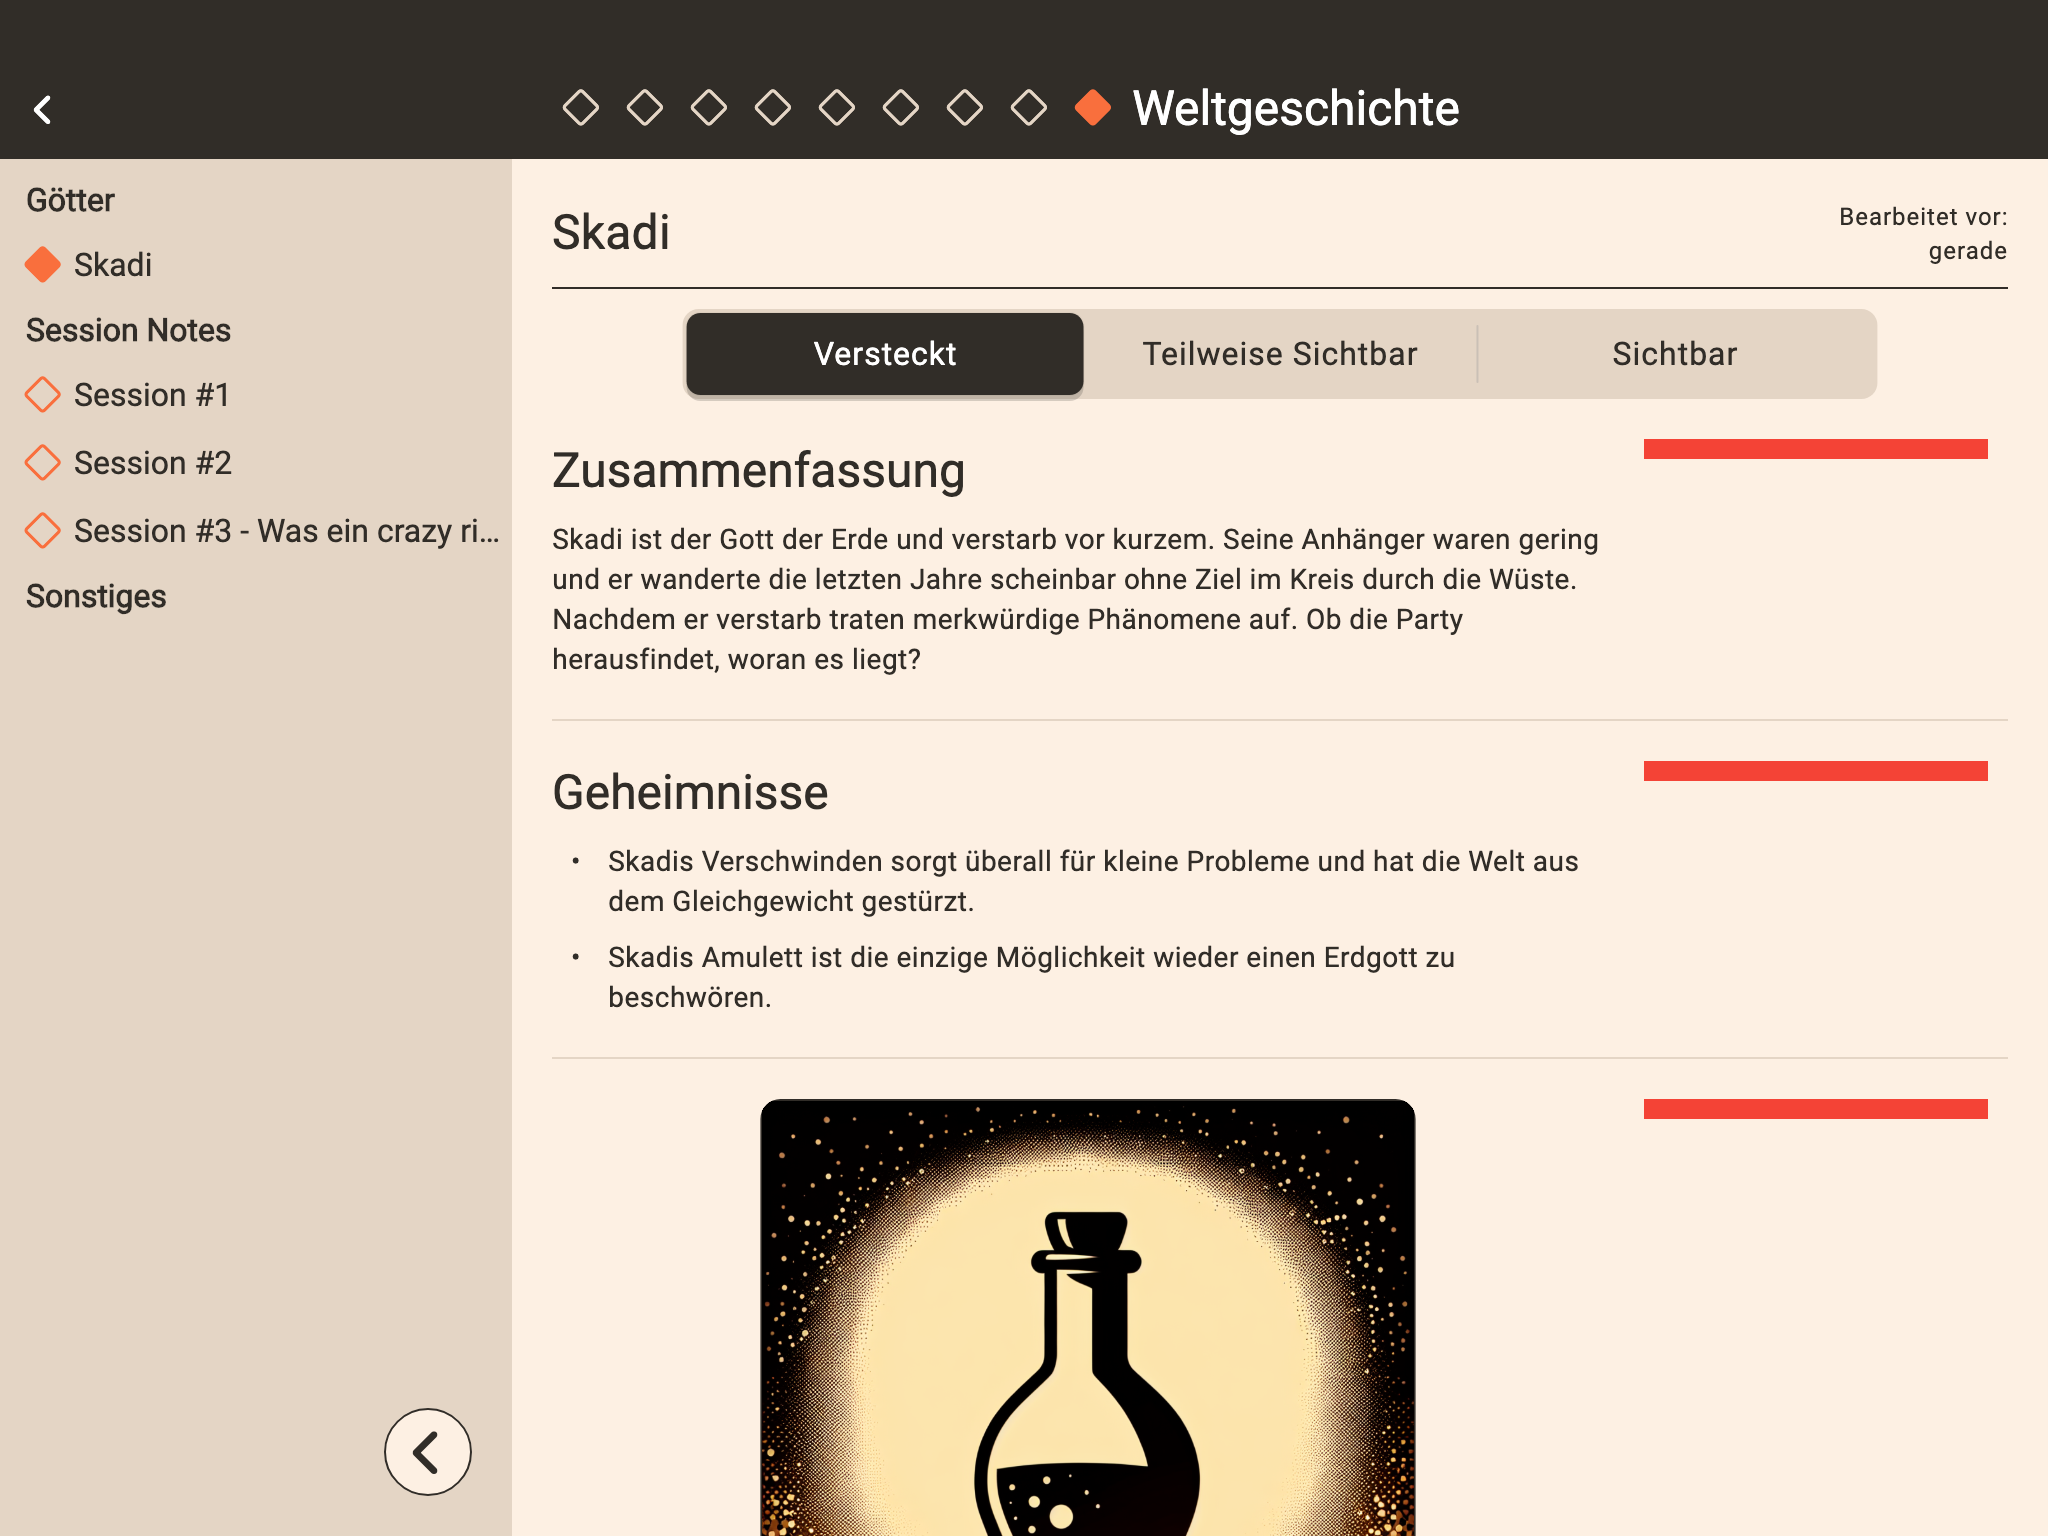 Weltgeschichte
Götter
Skadi
Session Notes
Session #1
Session #2
Session #3 - Was ein crazy ri...
Sonstiges
Skadi
Bearbeitet vor:
gerade
Versteckt
Teilweise Sichtbar
Sichtbar
Zusammenfassung
Skadi ist der Gott der Erde und verstarb vor kurzem. Seine Anhänger waren gering
und er wanderte die letzten Jahre scheinbar ohne Ziel im Kreis durch die Wüste.
Nachdem er verstarb traten merkwürdige Phänomene auf. Ob die Party
herausfindet, woran es liegt?
Geheimnisse
• Skadis Verschwinden sorgt überall für kleine Probleme und hat die Welt aus
dem Gleichgewicht gestürzt.
• Skadis Amulett ist die einzige Möglichkeit wieder einen Erdgott zu
beschwören.